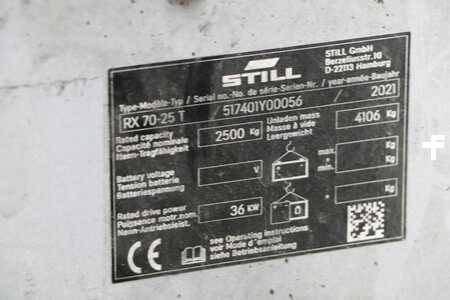 STILL
STILL GmbH
Berzeliusstr.10
D-22113 Hamburg
Type-Modèle-Typ / Serial no.-No. de série-Serien-Nr. / year-année-Baujahr
RX 70-25 T 517401Y00056 / 2021
Rated capacity
Capacité nominale
Nenn-Tragfähigkeit
2500 Kg
Unladen mass
Masse à vide
Leergewicht
4106 Kg
Battery voltage
Tension batterie
Batteriespannung
V
max. Kg
min. Kg
Rated drive power
Puissance motr.nom.
Nenn-Antriebsleist.
36 KW
Kg
CE
see Operating instructions
voir Mode d'emploi
siehe Betriebsanleitung
f